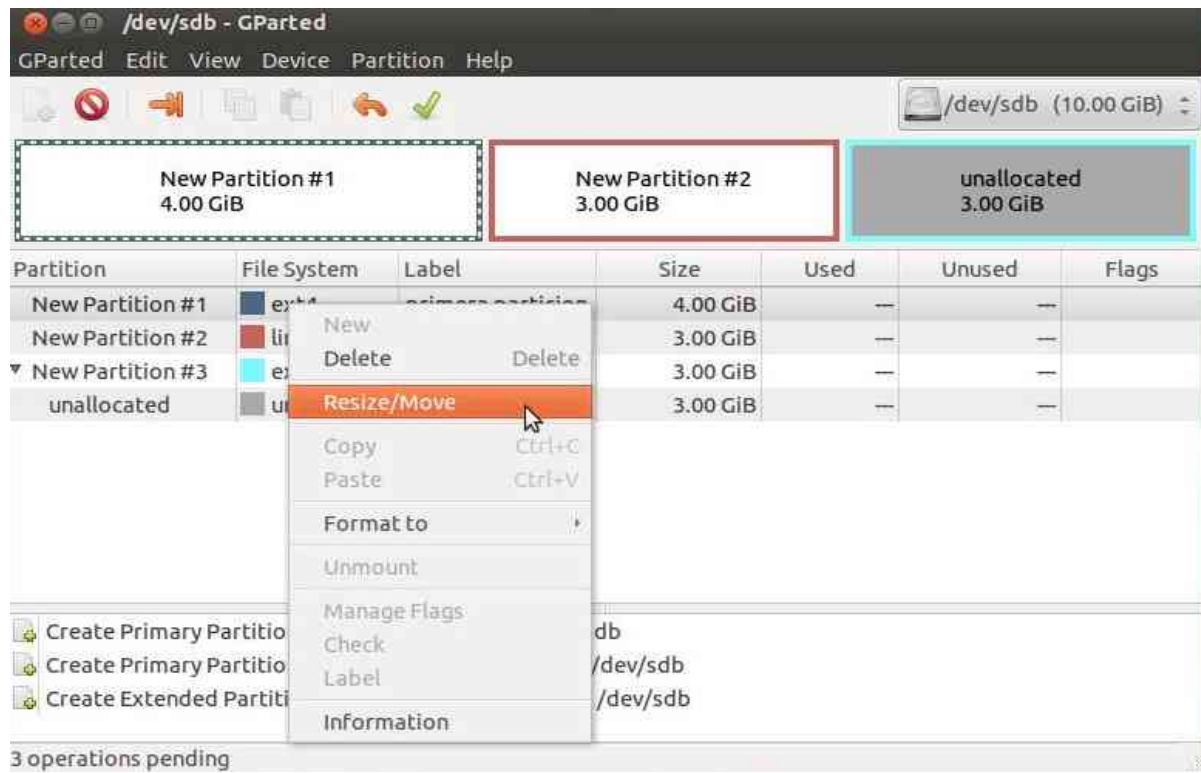 /dev/sdb - GParted
GParted Edit View Device Partition Help
/dev/sdb (10.00 GiB)
New Partition #1
4.00 GiB
New Partition #2
3.00 GiB
unallocated
3.00 GiB
Partition File System Label Size Used Unused Flags
New Partition #1 ext4 primera particion 4.00 GiB --- ---
New Partition #2 3.00 GiB --- ---
New Partition #3 3.00 GiB --- ---
unallocated 3.00 GiB --- ---
New
Delete Delete
Resize/Move
Copy Ctrl+C
Paste Ctrl+V
Format to
Unmount
Manage Flags
Check
Label
Information
Create Primary Partitio db
Create Primary Partitio /dev/sdb
Create Extended Partiti /dev/sdb
3 operations pending